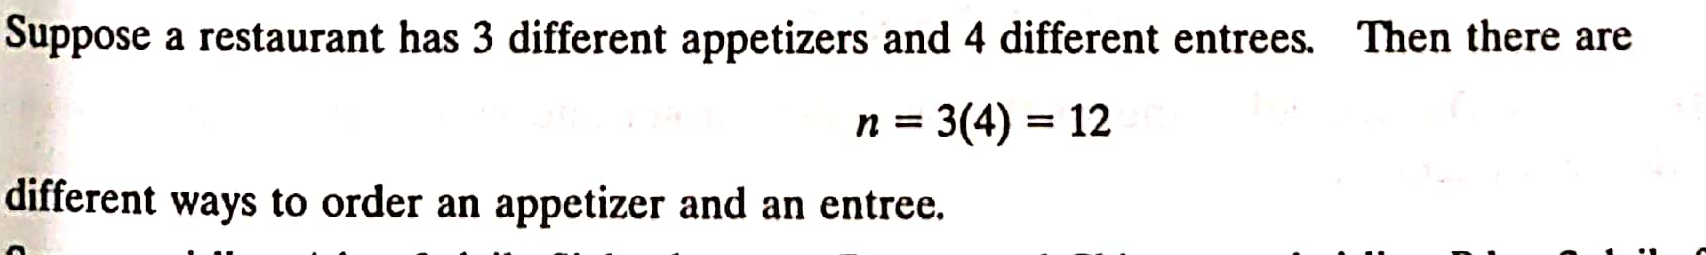 Suppose a restaurant has 3 different appetizers and 4 different entrees. Then there are
n = 3(4) = 12
different ways to order an appetizer and an entree.